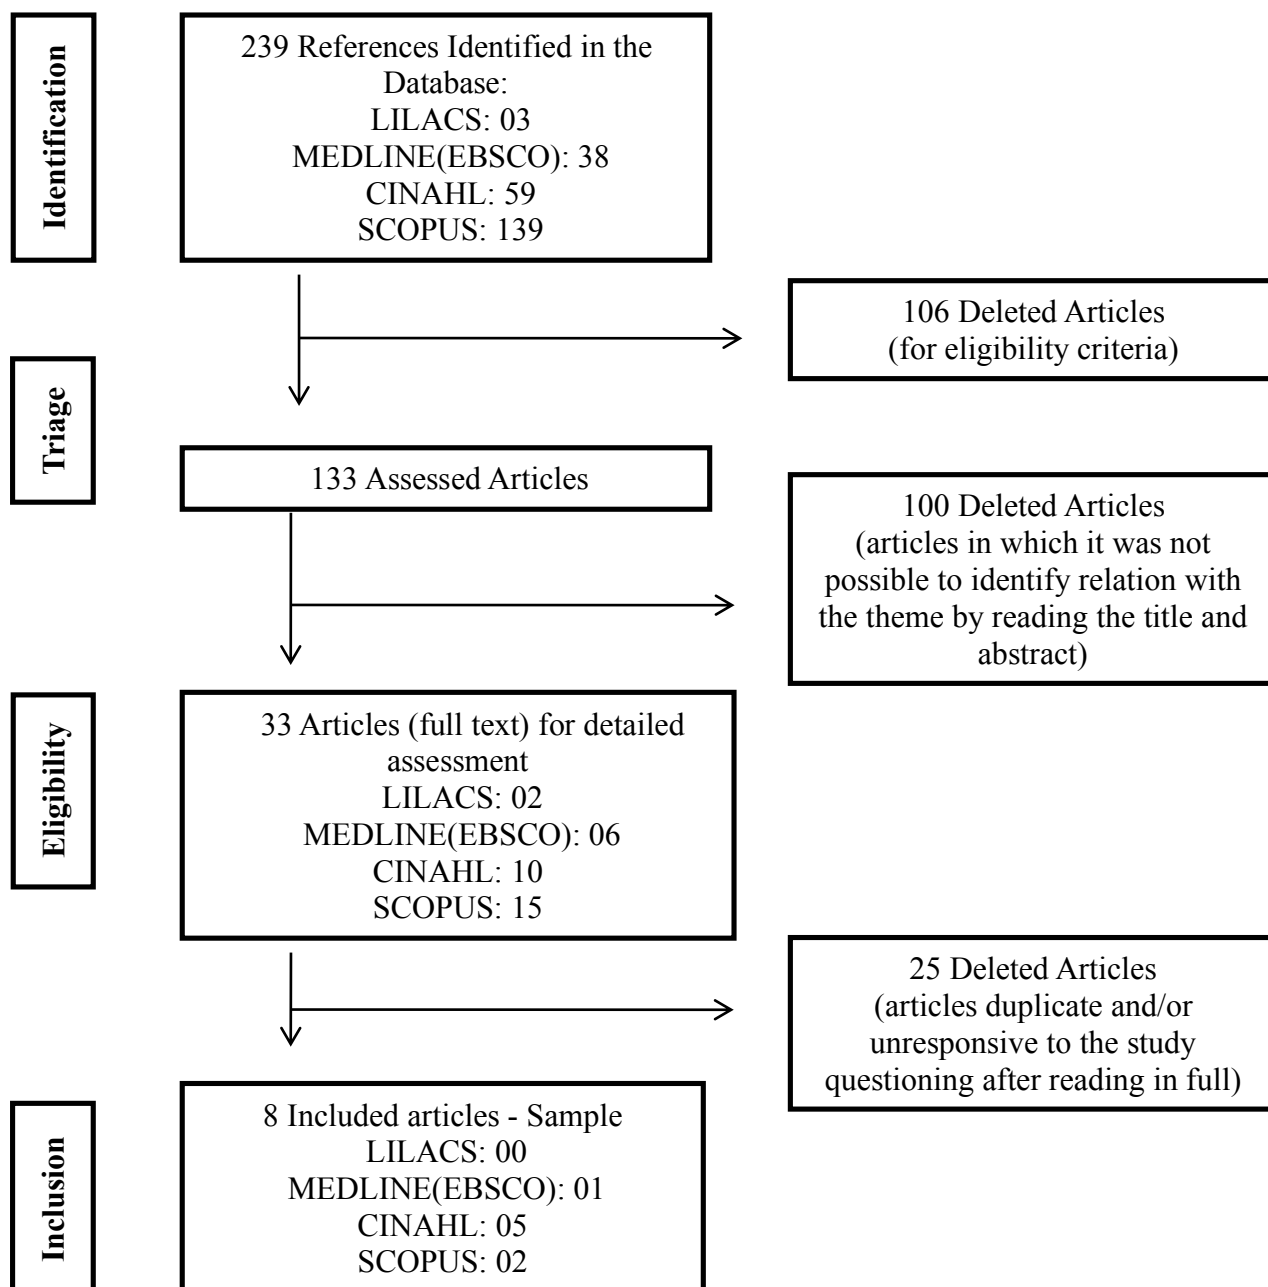 Identification
239 References Identified in the
Database:
LILACS: 03
MEDLINE(EBSCO): 38
CINAHL: 59
SCOPUS: 139
106 Deleted Articles
(for eligibility criteria)
Triage
133 Assessed Articles
100 Deleted Articles
(articles in which it was not
possible to identify relation with
the theme by reading the title and
abstract)
Eligibility
33 Articles (full text) for detailed
assessment
LILACS: 02
MEDLINE(EBSCO): 06
CINAHL: 10
SCOPUS: 15
25 Deleted Articles
(articles duplicate and/or
unresponsive to the study
questioning after reading in full)
Inclusion
8 Included articles - Sample
LILACS: 00
MEDLINE(EBSCO): 01
CINAHL: 05
SCOPUS: 02